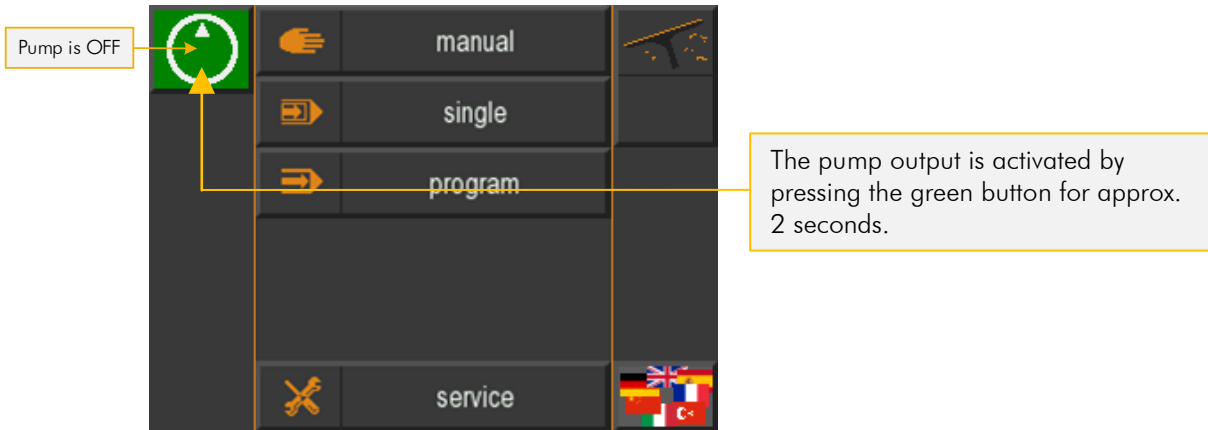 Pump is OFF
manual
single
program
service
The pump output is activated by
pressing the green button for approx.
2 seconds.